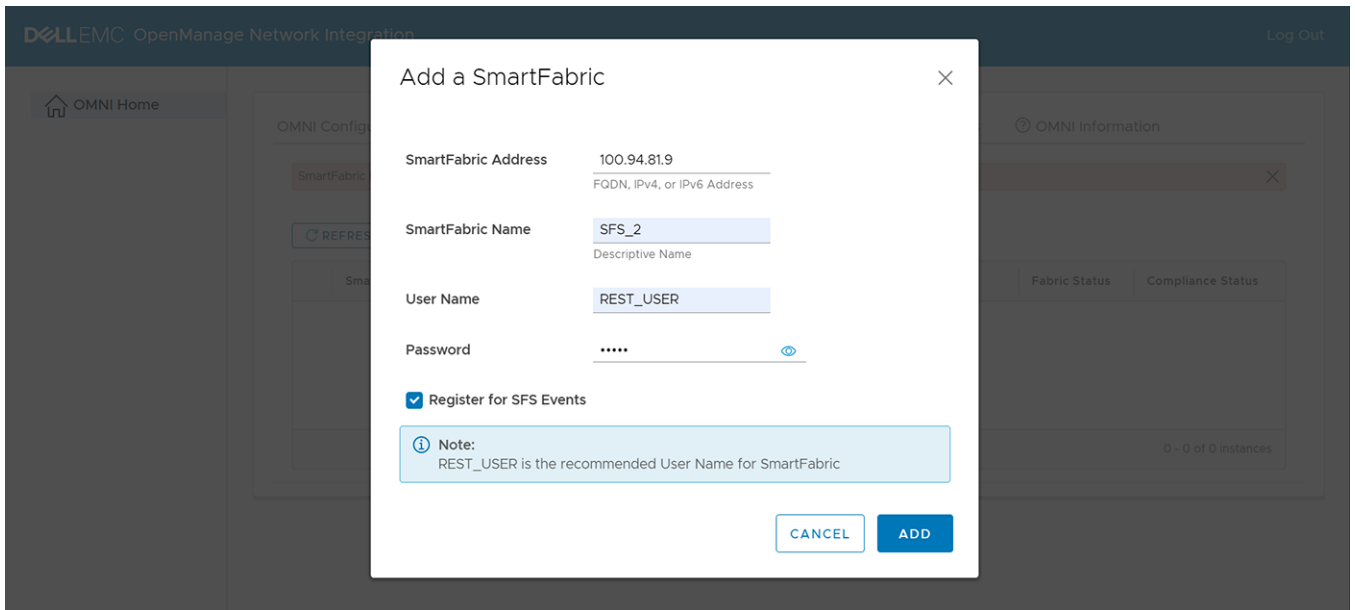 DELLEMC OpenManage Network Integration
Log Out
OMNI Home
OMNI Configu
OMNI Information
SmartFabric
REFRES
Sma
Fabric Status
Compliance Status
0 - 0 of 0 instances
Add a SmartFabric
SmartFabric Address
100.94.81.9
FQDN, IPv4, or IPv6 Address
SmartFabric Name
SFS_2
Descriptive Name
User Name
REST_USER
Password
•••••
Register for SFS Events
Note:
REST_USER is the recommended User Name for SmartFabric
CANCEL
ADD